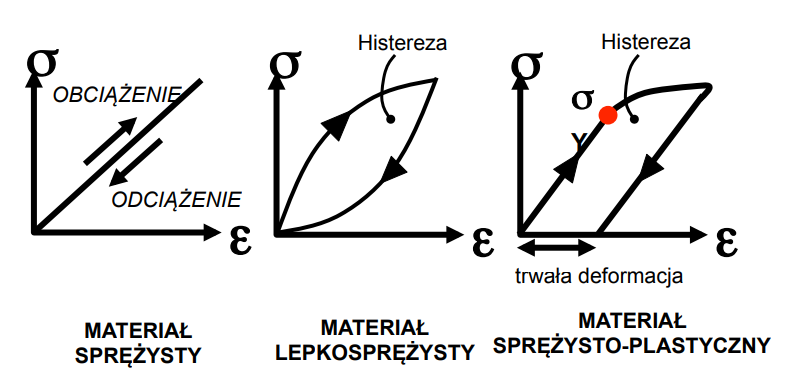 σ
OBCIĄŻENIE
ODCIĄŻENIE
ε
MATERIAŁ
SPRĘŻYSTY
Histereza
σ
ε
MATERIAŁ
LEPKOSPRĘŻYSTY
Histereza
σ
σ
Y
ε
trwała deformacja
MATERIAŁ
SPRĘŻYSTO-PLASTYCZNY